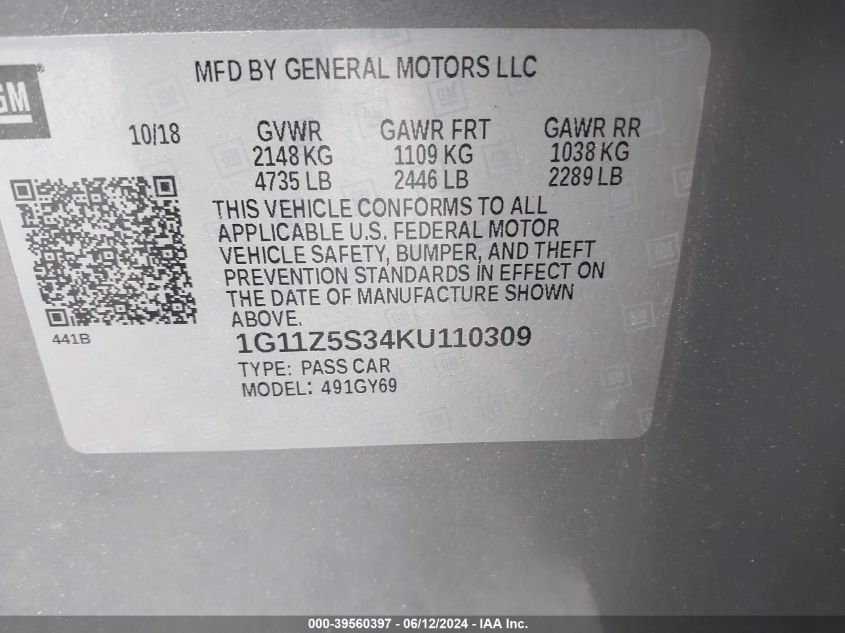 GM
MFD BY GENERAL MOTORS LLC
10/18 GVWR GAWR FRT GAWR RR
2148 KG 1109 KG 1038 KG
4735 LB 2446 LB 2289 LB
THIS VEHICLE CONFORMS TO ALL
APPLICABLE U.S. FEDERAL MOTOR
VEHICLE SAFETY, BUMPER, AND THEFT
PREVENTION STANDARDS IN EFFECT ON
THE DATE OF MANUFACTURE SHOWN
ABOVE.
441B
1G11Z5S34KU110309
TYPE: PASS CAR
MODEL: 491GY69
000-39560397 - 06/12/2024 - IAA Inc.